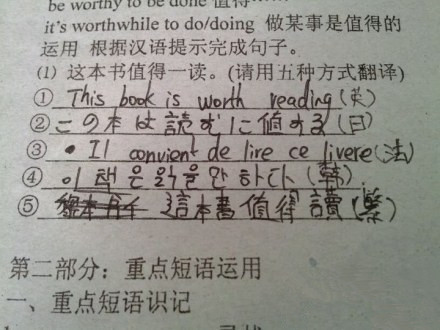 be worthy to be done 值得
it's worthwhile to do/doing 做某事是值得的
运用 根据汉语提示完成句子。
(1) 这本书值得一读。(请用五种方式翻译)
① This book is worth reading (英)
② この本は読むに値する (日)
③ • Il convient de lire ce livere (法)
④ 이 책은 읽을만하다 (韩).
⑤ 這本書值得讀 (繁)
第二部分：重点短语运用
一、重点短语识记